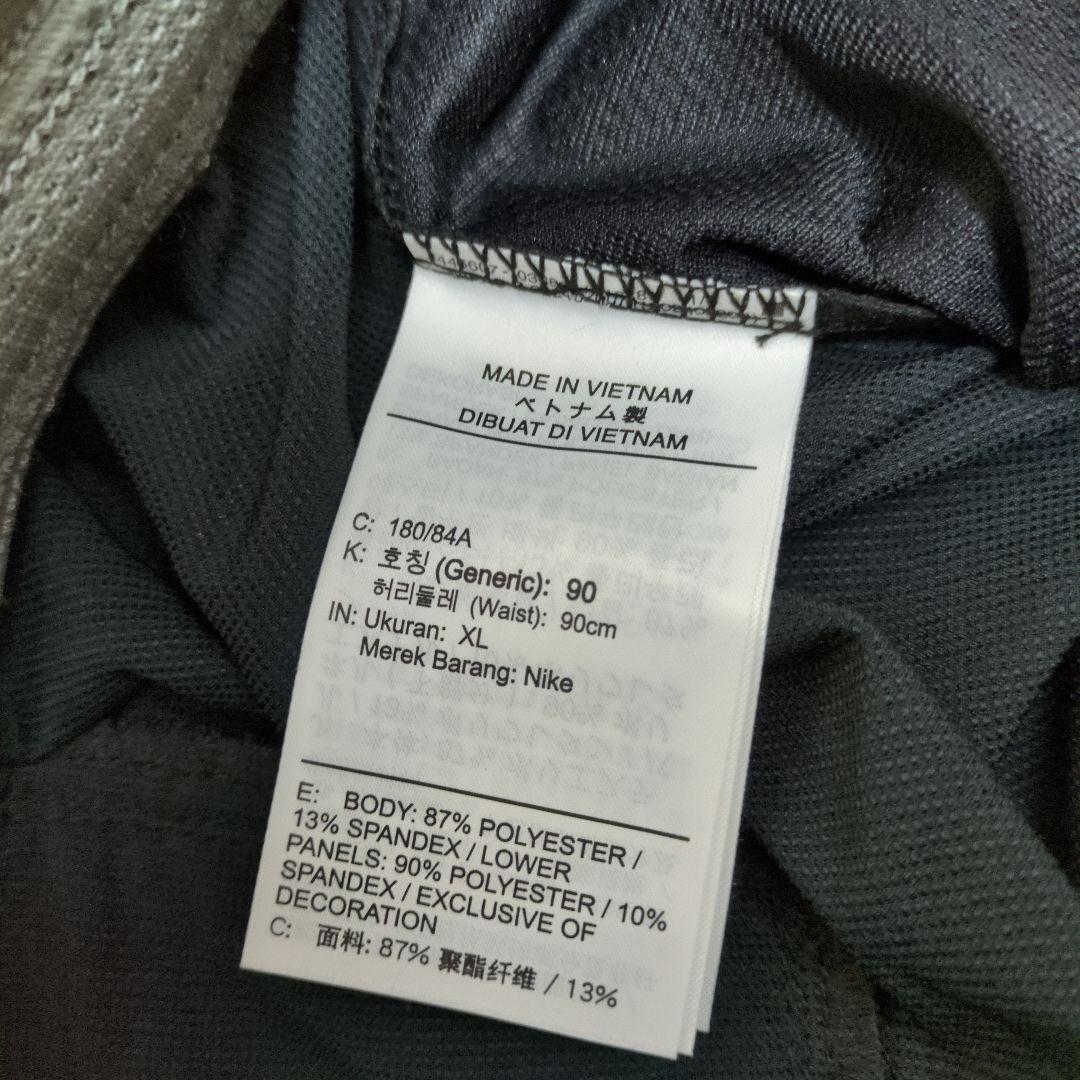 MADE IN VIETNAM
ベトナム製
DIBUAT DI VIETNAM
C: 180/84A
K: 호칭 (Generic): 90
허리둘레 (Waist): 90cm
IN: Ukuran: XL
Merek Barang: Nike
E: BODY: 87% POLYESTER /
13% SPANDEX / LOWER
PANELS: 90% POLYESTER / 10%
SPANDEX / EXCLUSIVE OF
DECORATION
C: 面料: 87% 聚酯纤维 / 13%